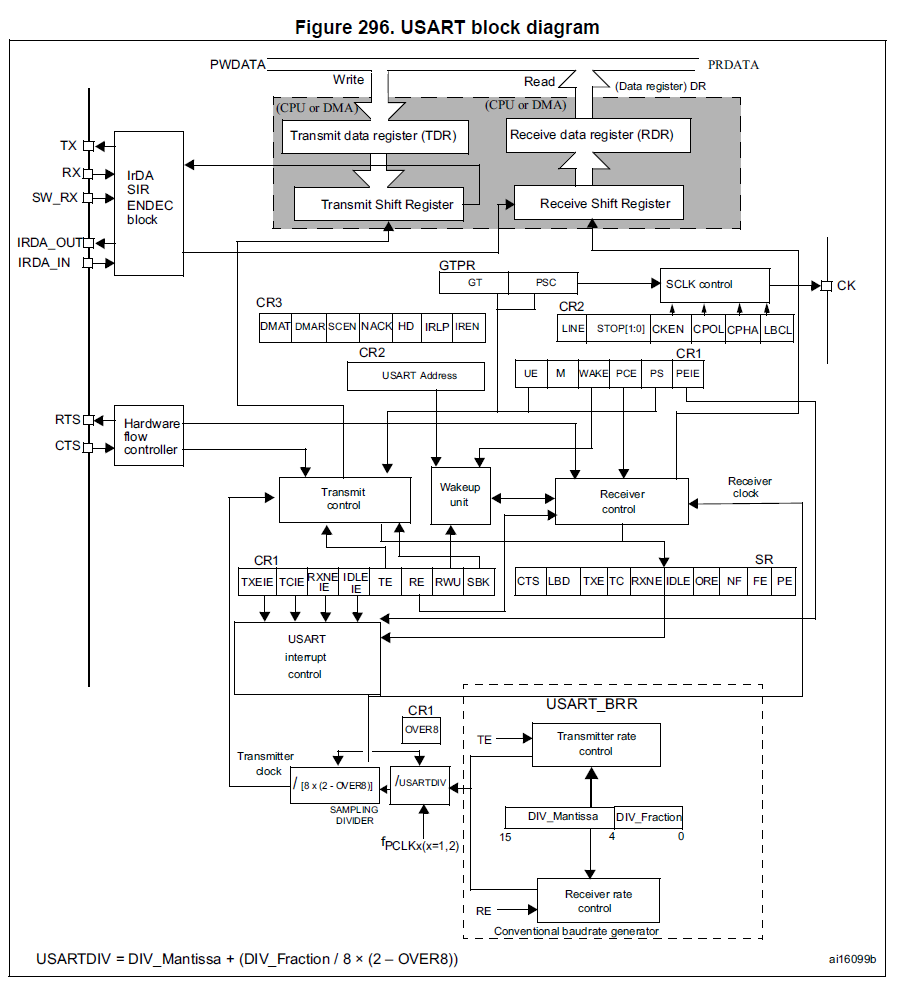 Figure 296. USART block diagram
PWDATA
PRDATA
Write
Read
(Data register) DR
(CPU or DMA)
(CPU or DMA)
Transmit data register (TDR)
Receive data register (RDR)
TX
RX
SW_RX
IRDA_OUT
IRDA_IN
IrDA
SIR
ENDEC
block
Transmit Shift Register
Receive Shift Register
GTPR
GT
PSC
SCLK control
CK
CR3
DMAT
DMAR
SCEN
NACK
HD
IRLP
IREN
CR2
LINE
STOP[1:0]
CKEN
CPOL
CPHA
LBCL
CR2
USART Address
CR1
UE
M
WAKE
PCE
PS
PEIE
RTS
CTS
Hardware
flow
controller
Transmit
control
Wakeup
unit
Receiver
control
Receiver
clock
CR1
TXEIE
TCIE
RXNE
IE
IDLE
IE
TE
RE
RWU
SBK
SR
CTS
LBD
TXE
TC
RXNE
IDLE
ORE
NF
FE
PE
USART
interrupt
control
CR1
OVER8
Transmitter
clock
/ [8 x (2 - OVER8)]
SAMPLING
DIVIDER
/USARTDIV
fPCLKx(x=1,2)
USART_BRR
TE
Transmitter rate
control
DIV_Mantissa
DIV_Fraction
15
4
0
RE
Receiver rate
control
Conventional baudrate generator
USARTDIV = DIV_Mantissa + (DIV_Fraction / 8 × (2 – OVER8))
ai16099b